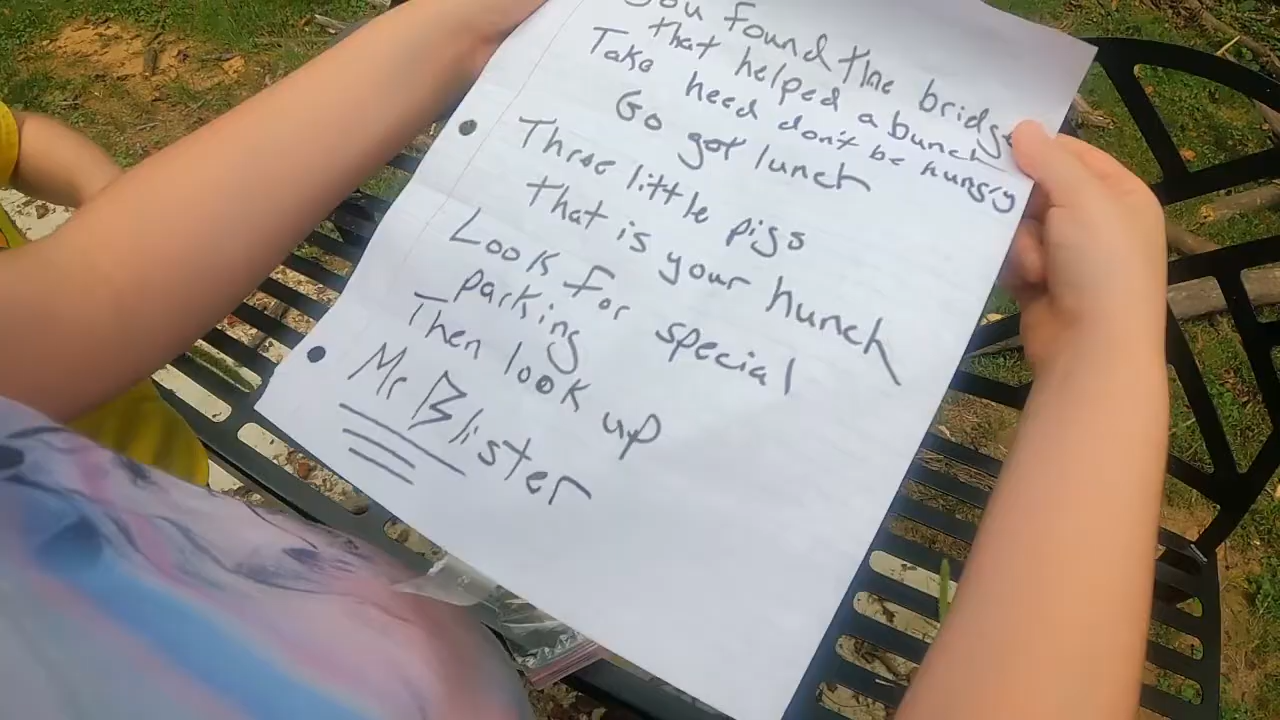 you found the bridge
that helped a bunch
Take heed don't be hungry
Go get lunch
Three little pigs
that is your hunch
Look for special
parking
Then look up
Mr Blister